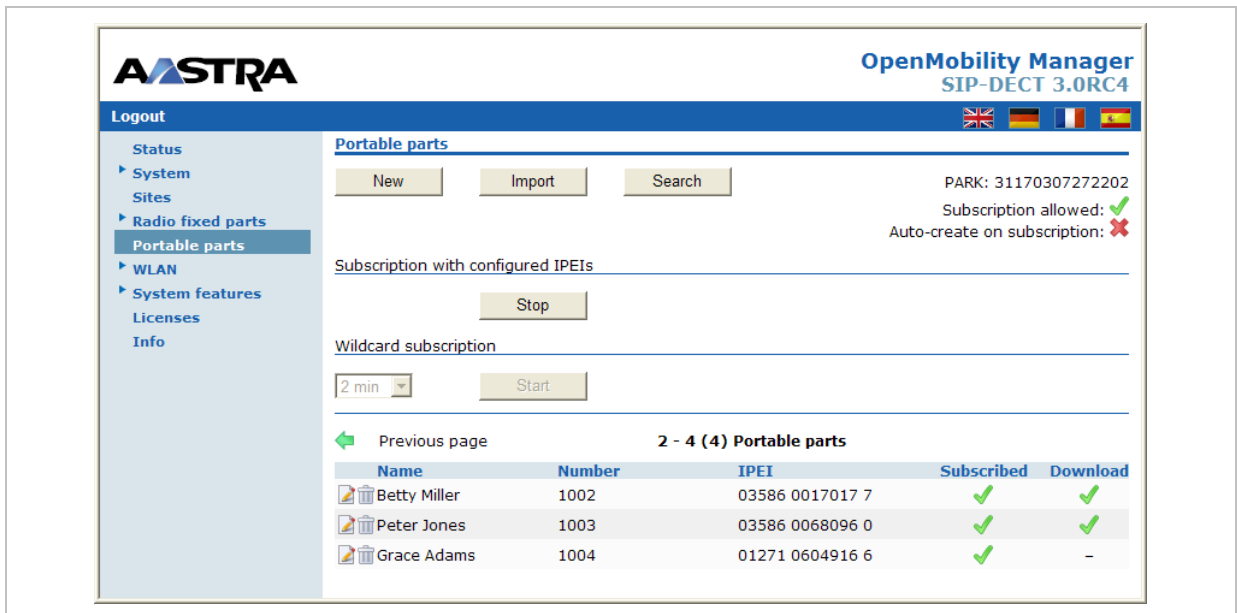 AASTRA
OpenMobility Manager
SIP-DECT 3.0RC4
Logout
Status
System
Sites
Radio fixed parts
Portable parts
WLAN
System features
Licenses
Info
Portable parts
New Import Search
PARK: 31170307272202
Subscription allowed:
Auto-create on subscription:
Subscription with configured IPEIs
Stop
Wildcard subscription
2 min Start
Previous page 2 - 4 (4) Portable parts
Name Number IPEI Subscribed Download
Betty Miller 1002 03586 0017017 7
Peter Jones 1003 03586 0068096 0
Grace Adams 1004 01271 0604916 6 –